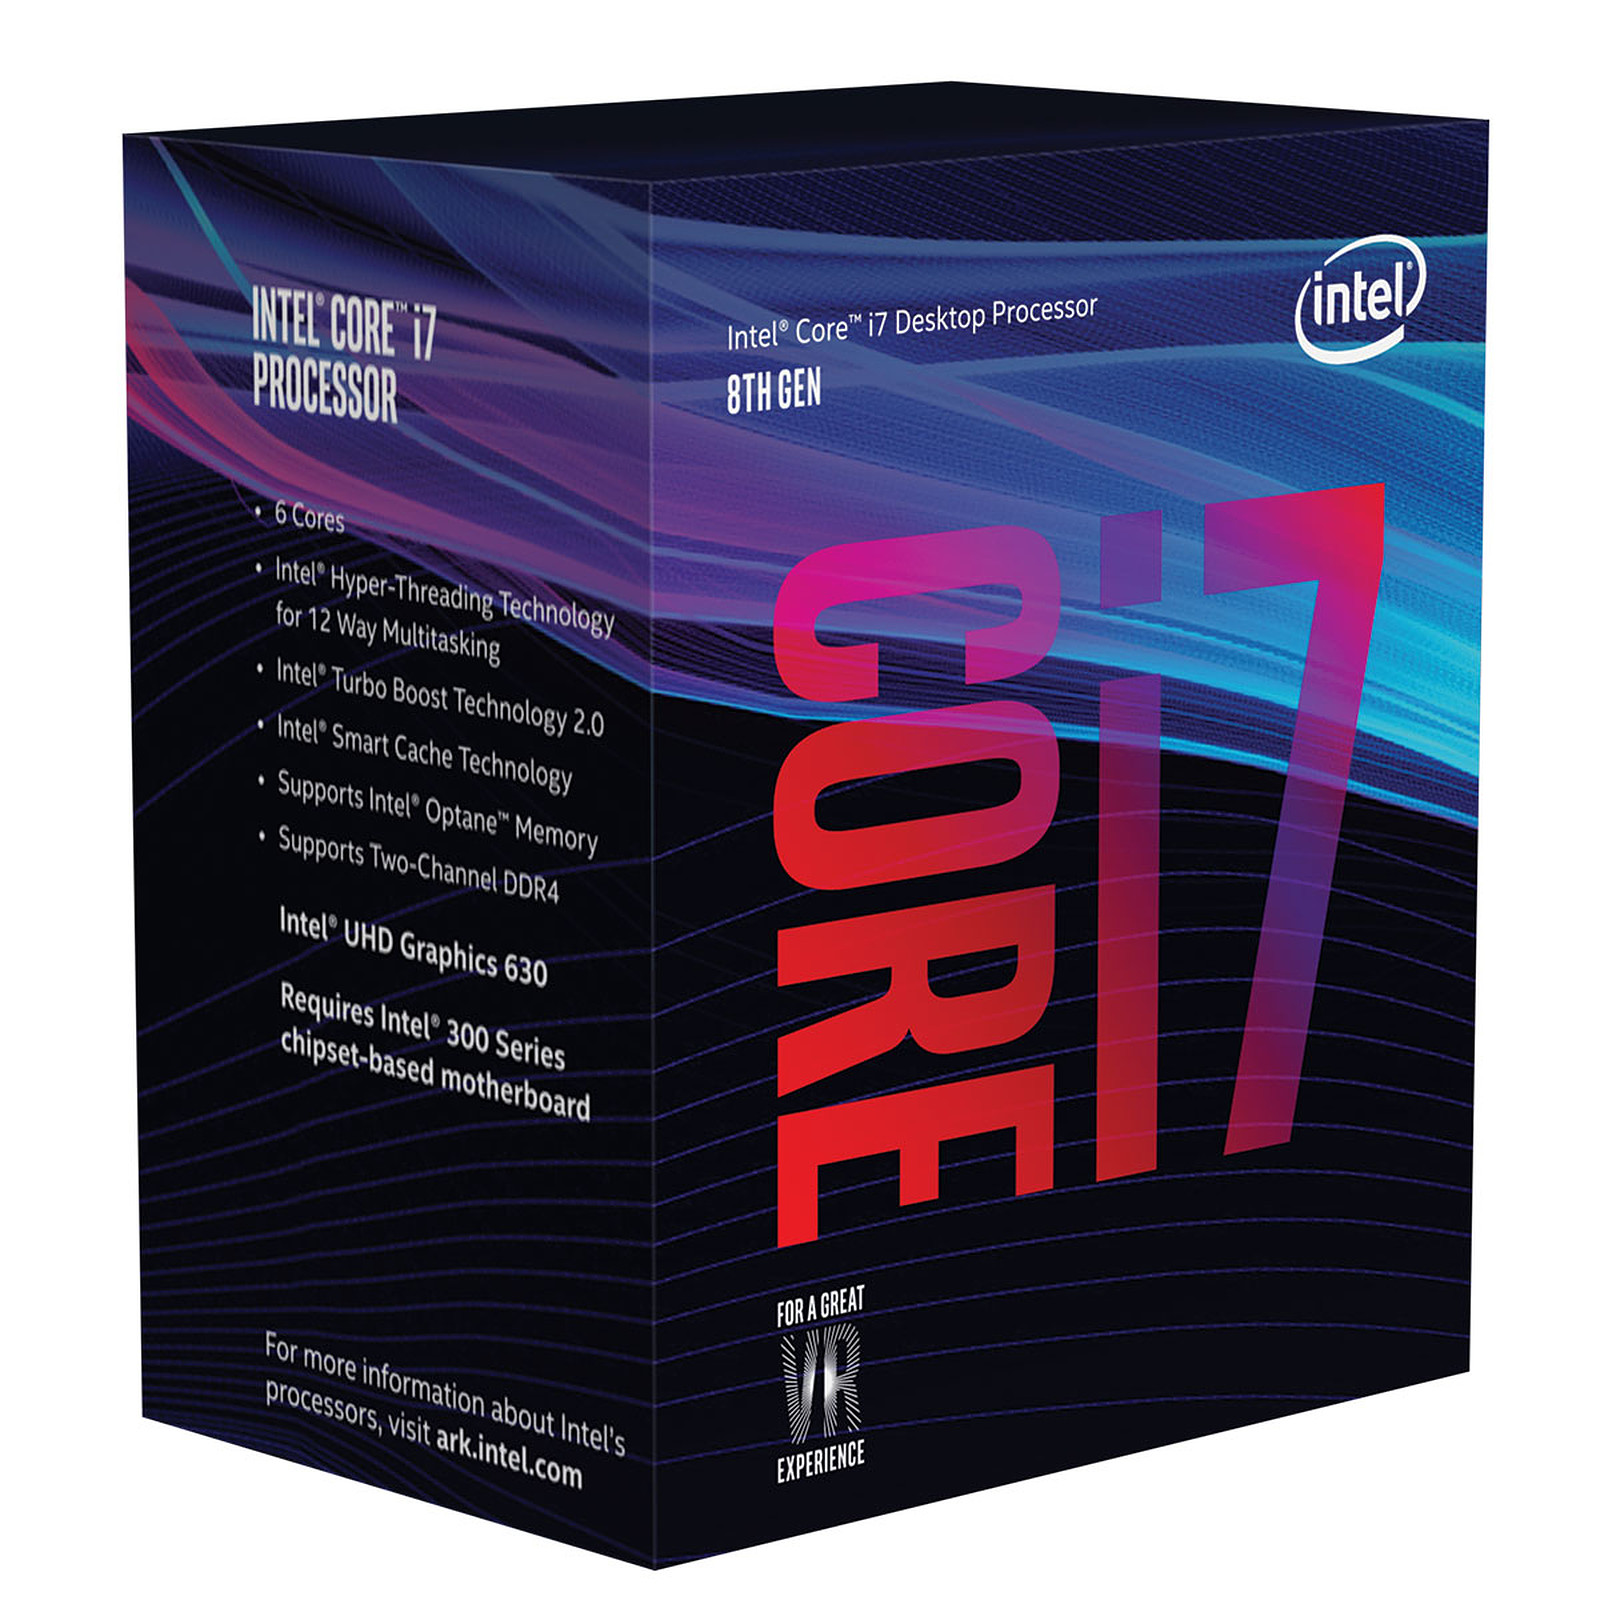 INTEL® CORE™ i7
PROCESSOR
• 6 Cores
• Intel® Hyper-Threading Technology
for 12 Way Multitasking
• Intel® Turbo Boost Technology 2.0
• Intel® Smart Cache Technology
• Supports Intel® Optane™ Memory
• Supports Two-Channel DDR4
Intel® UHD Graphics 630
Requires Intel® 300 Series
chipset-based motherboard
For more information about Intel's
processors, visit ark.intel.com
Intel® Core™ i7 Desktop Processor
8TH GEN
intel®
CORE
i7
FOR A GREAT
VR
EXPERIENCE